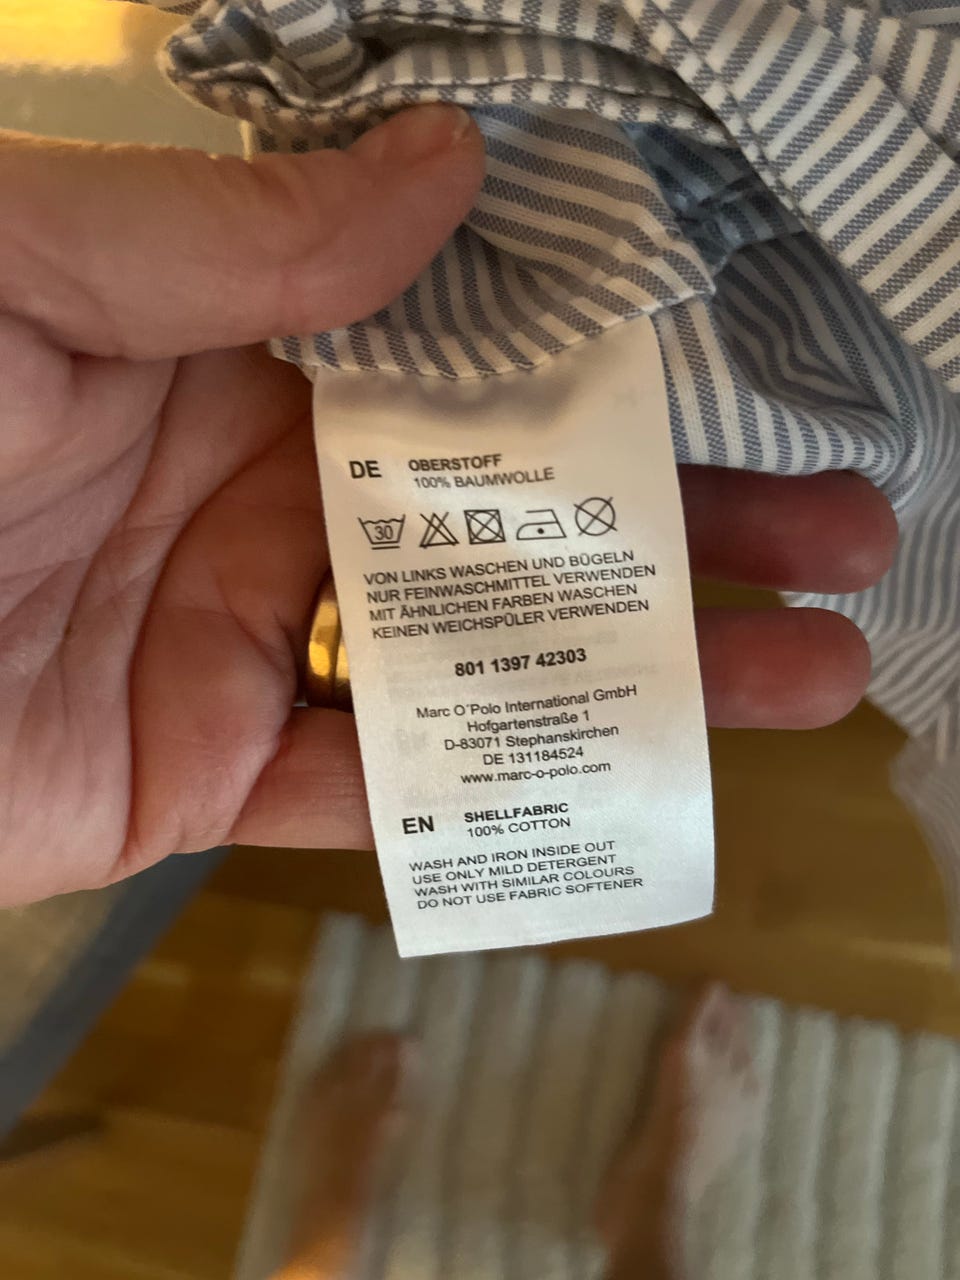 DE OBERSTOFF
100% BAUMWOLLE
30
VON LINKS WASCHEN UND BÜGELN
NUR FEINWASCHMITTEL VERWENDEN
MIT ÄHNLICHEN FARBEN WASCHEN
KEINEN WEICHSPÜLER VERWENDEN
801 1397 42303
Marc O´Polo International GmbH
Hofgartenstraße 1
D-83071 Stephanskirchen
DE 131184524
www.marc-o-polo.com
EN SHELLFABRIC
100% COTTON
WASH AND IRON INSIDE OUT
USE ONLY MILD DETERGENT
WASH WITH SIMILAR COLOURS
DO NOT USE FABRIC SOFTENER